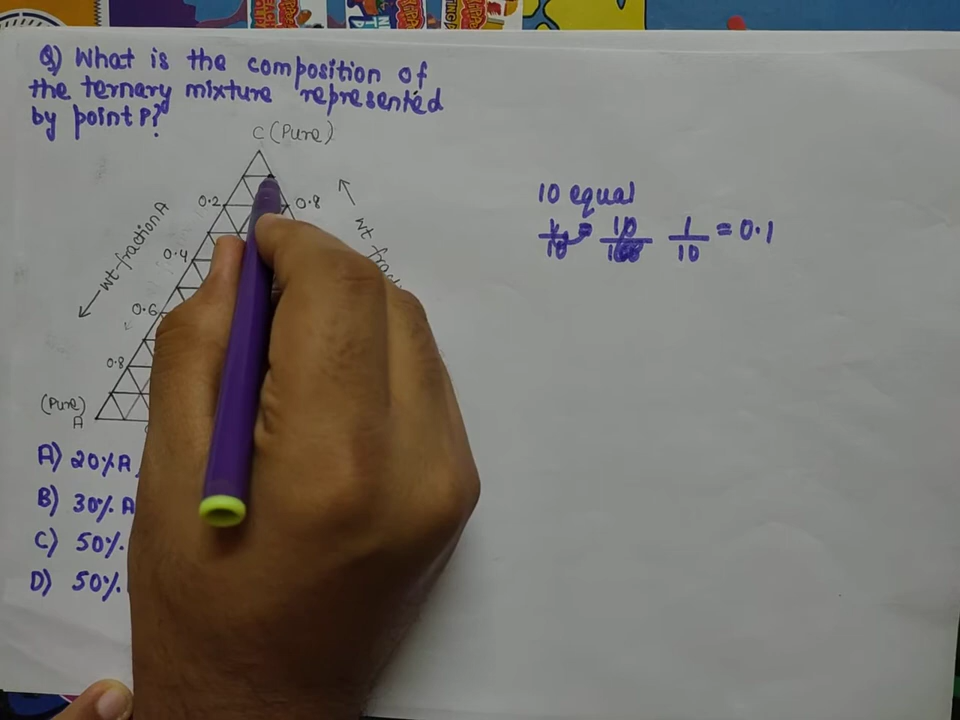 Q) What is the composition of
the ternary mixture represented
by point P?
C (Pure)
0.2
0.8
0.4
0.6
0.8
wt-fraction A
wt-frac
(Pure)
A
A) 20% A
B) 30% A
C) 50%
D) 50%
10 equal
1/10 = 10/100 1/10 = 0.1